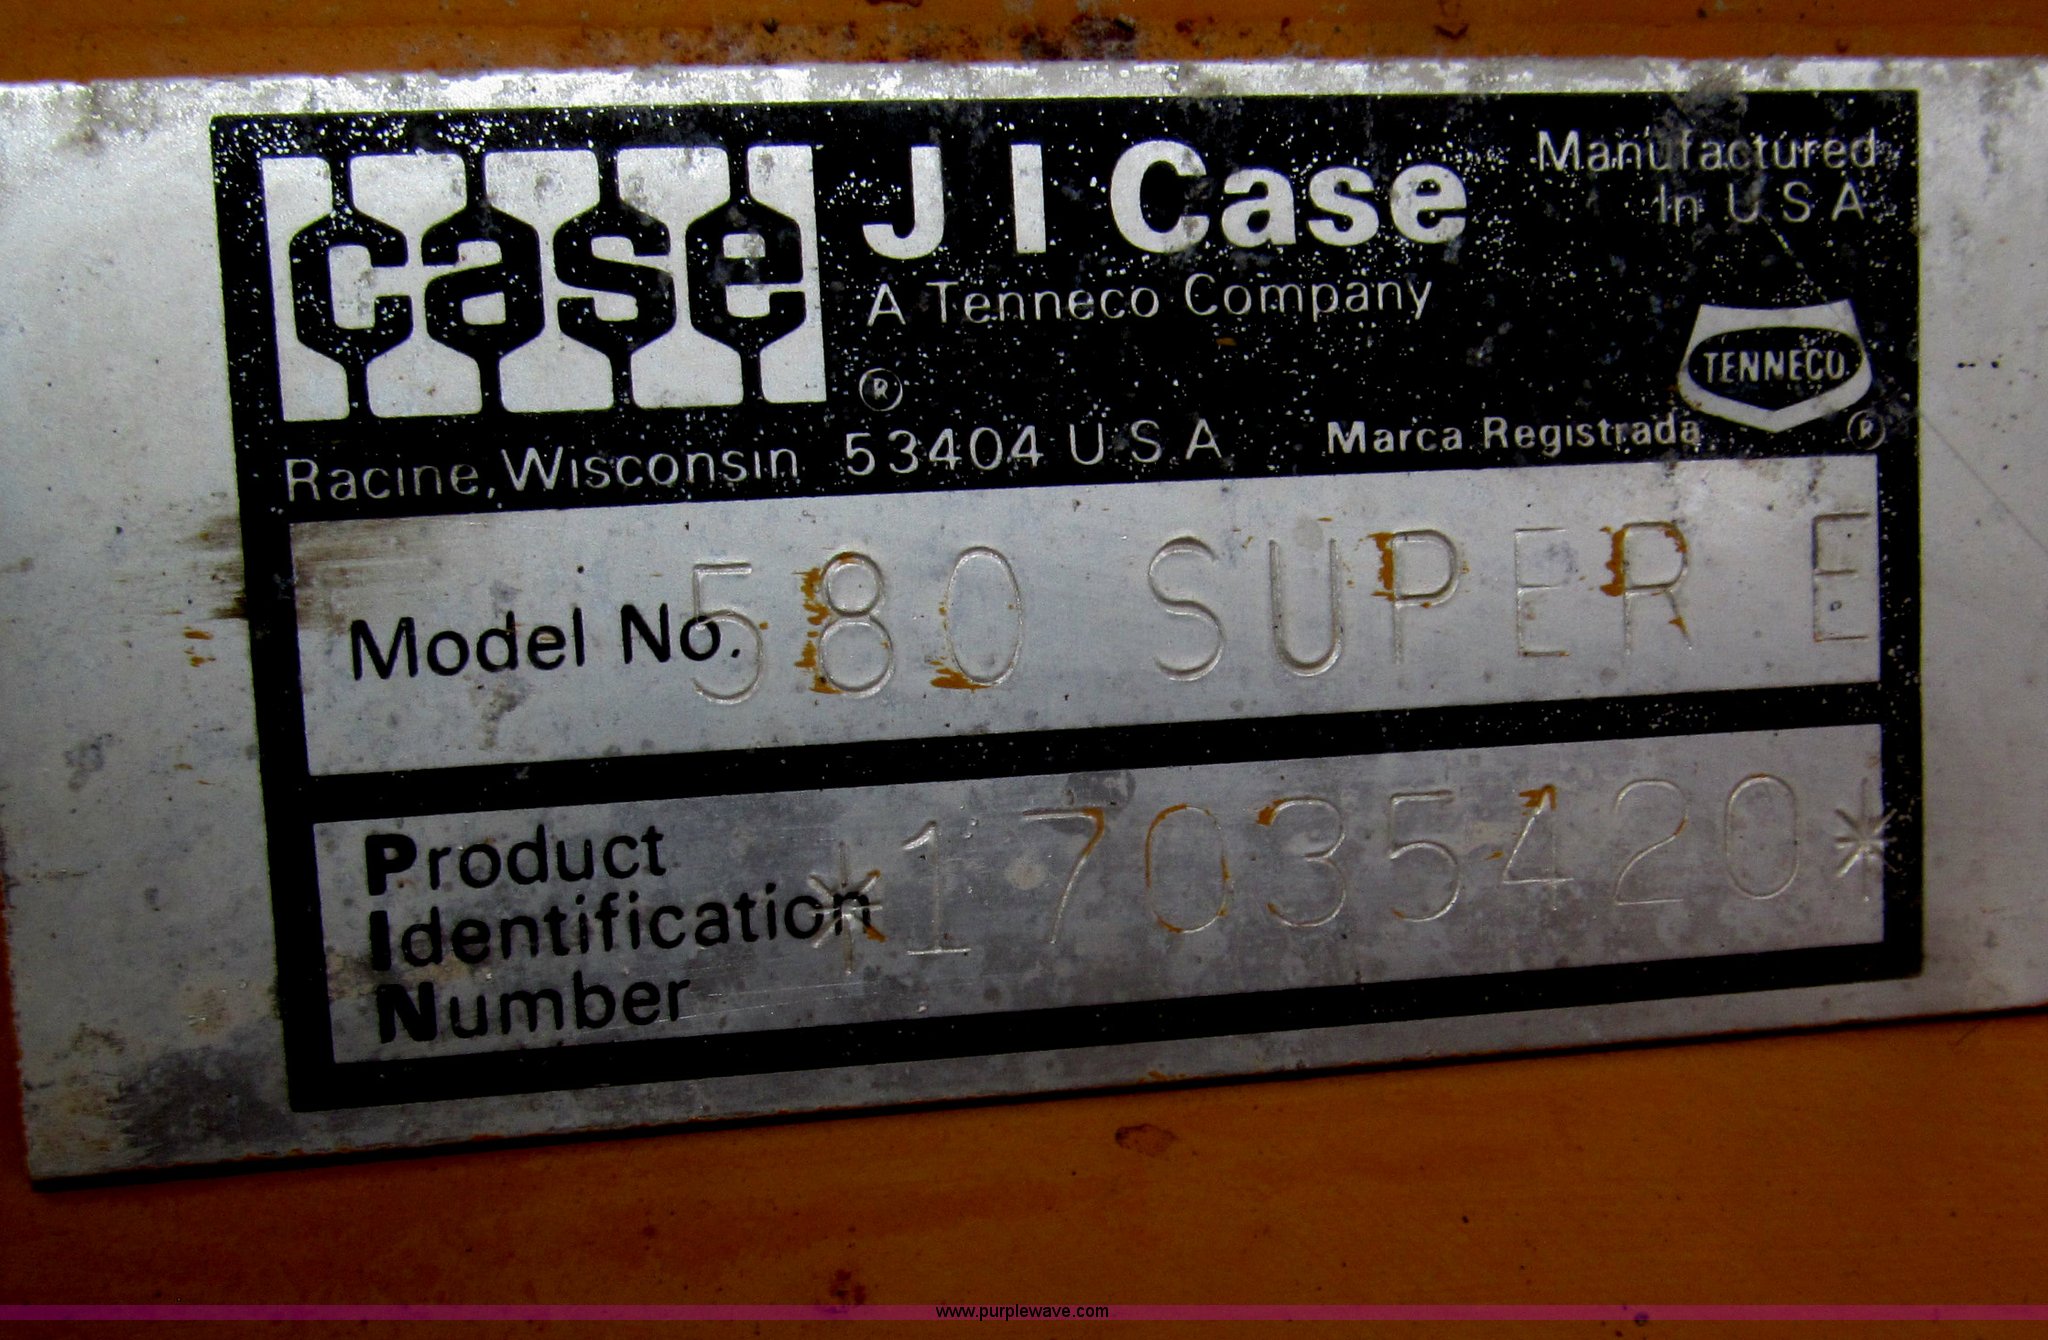 case
J I Case
Manufactured
In U S A
A Tenneco Company
®
TENNECO
®
Marca Registrada
Racine, Wisconsin 53404 U S A
Model No. 580 SUPER E
Product
Identification *17035420*
Number
www.purplewave.com